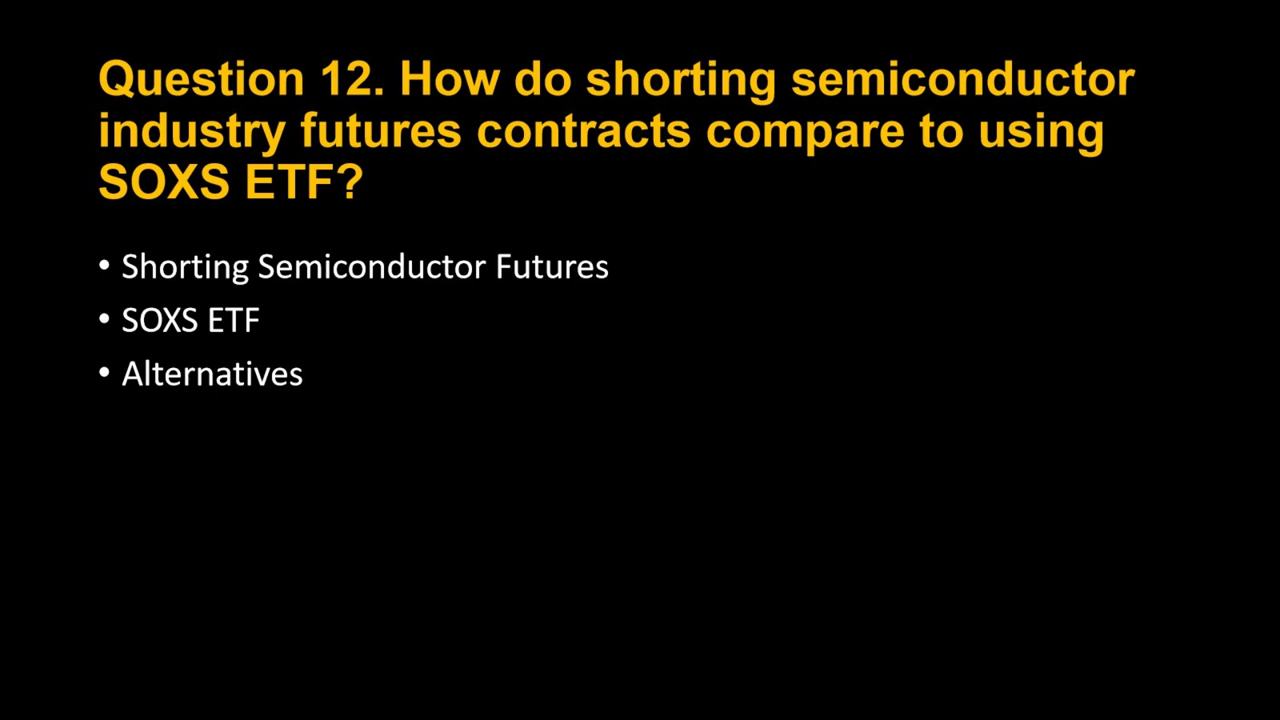 Question 12. How do shorting semiconductor
industry futures contracts compare to using
SOXS ETF?
• Shorting Semiconductor Futures
• SOXS ETF
• Alternatives